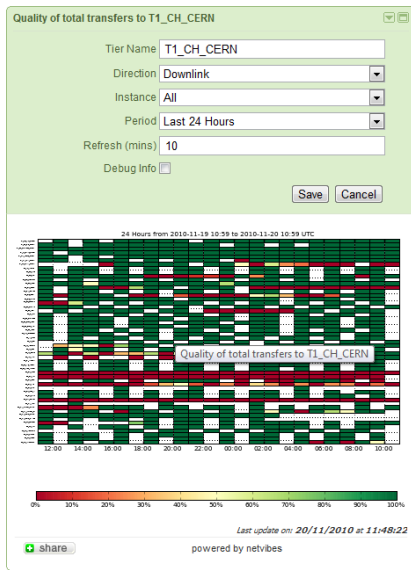 Quality of total transfers to T1_CH_CERN
Tier Name T1_CH_CERN
Direction Downlink
Instance All
Period Last 24 Hours
Refresh (mins) 10
Debug Info
Save Cancel
24 Hours from 2010-11-19 10:59 to 2010-11-20 10:59 UTC
Quality of total transfers to T1_CH_CERN
12:00 14:00 16:00 18:00 20:00 22:00 00:00 02:00 04:00 06:00 08:00 10:00
0% 10% 20% 30% 40% 50% 60% 70% 80% 90% 100%
Last update on: 20/11/2010 at 11:48:22
share powered by netvibes